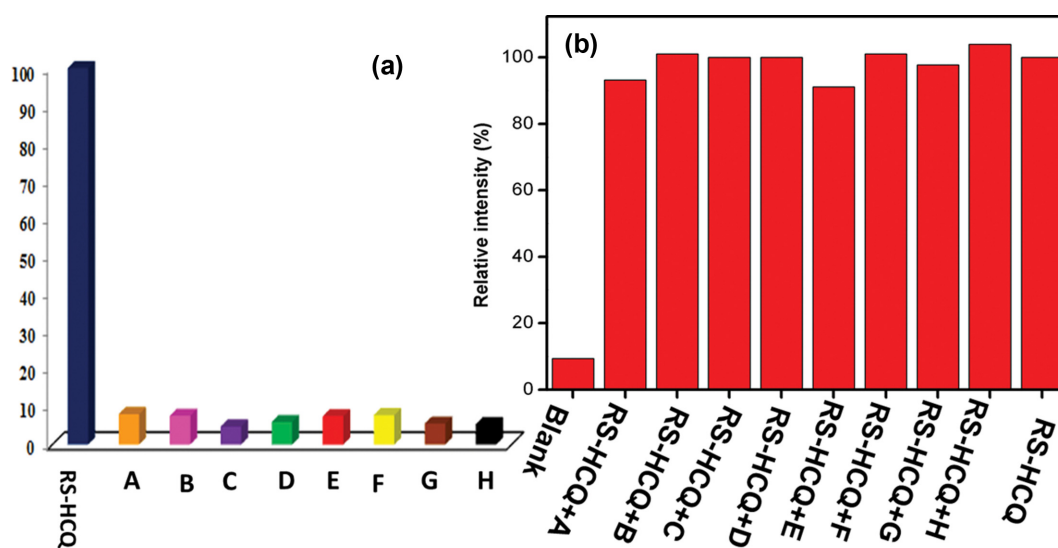 (a)
100
90
80
70
60
50
40
30
20
10
0
RS-HCQ
A
B
C
D
E
F
G
H
(b)
Relative intensity (%)
100
80
60
40
20
0
Blank
RS-HCQ+A
RS-HCQ+B
RS-HCQ+C
RS-HCQ+D
RS-HCQ+E
RS-HCQ+F
RS-HCQ+G
RS-HCQ+H
RS-HCQ